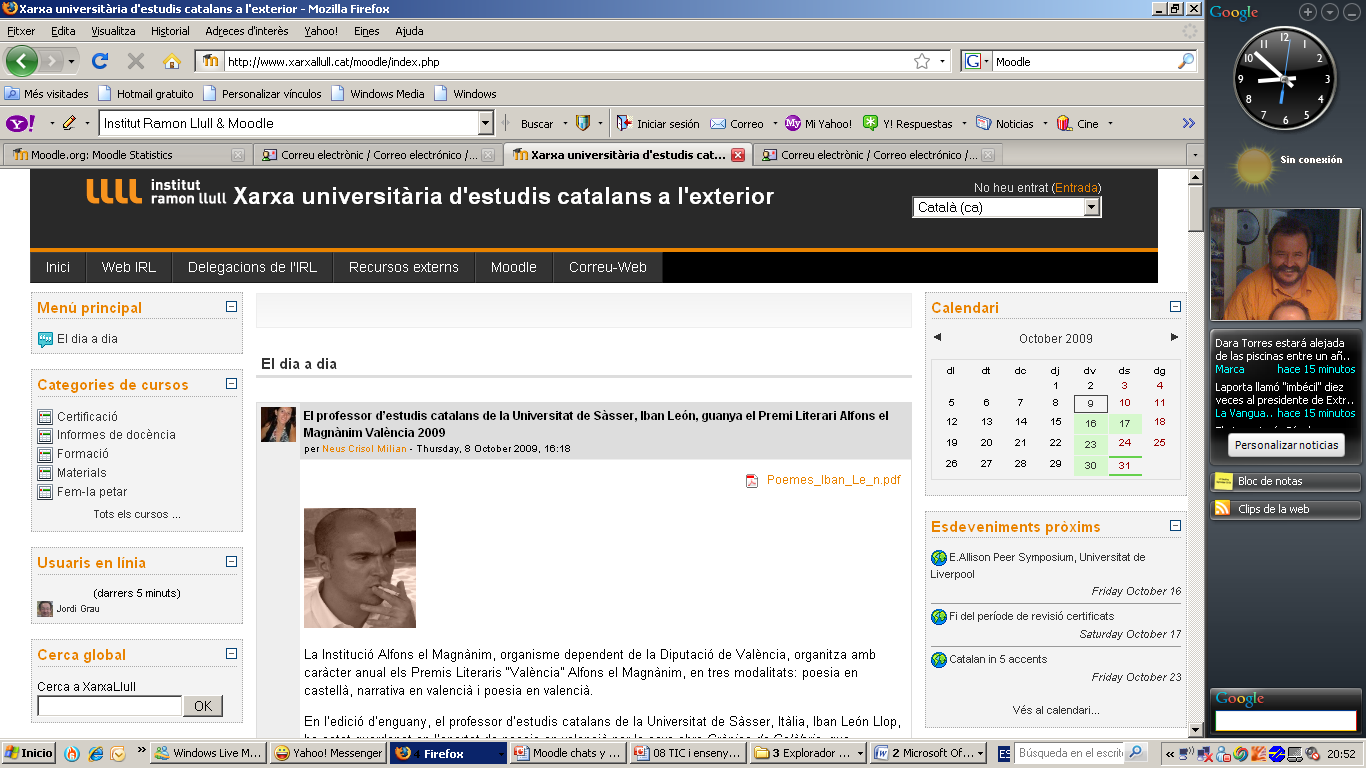 Xarxa universitària d'estudis catalans a l'exterior - Mozilla Firefox
Fitxer Edita Visualitza Historial Adreces d'interès Yahoo! Eines Ajuda
http://www.xarxallull.cat/moodle/index.php
Moodle
Més visitades Hotmail gratuito Personalizar vínculos Windows Media Windows
Y! Institut Ramon Llull & Moodle Buscar Iniciar sesión Correo Mi Yahoo! Y! Respuestas Noticias Cine
Moodle.org: Moodle Statistics
Correu electrònic / Correo electrónico /...
Xarxa universitària d'estudis cat...
Correu electrònic / Correo electrónico /...
institut
ramon llull
Xarxa universitària d'estudis catalans a l'exterior
No heu entrat (Entrada)
Català (ca)
Inici Web IRL Delegacions de l'IRL Recursos externs Moodle Correu-Web
Menú principal
El dia a dia
Categories de cursos
Certificació
Informes de docència
Formació
Materials
Fem-la petar
Tots els cursos ...
Usuaris en línia
(darrers 5 minuts)
Jordi Grau
Cerca global
Cerca a XarxaLlull
OK
El dia a dia
El professor d'estudis catalans de la Universitat de Sàsser, Iban León, guanya el Premi Literari Alfons el
Magnànim València 2009
per Neus Crisol Milian - Thursday, 8 October 2009, 16:18
Poemes_Iban_Le_n.pdf
La Institució Alfons el Magnànim, organisme dependent de la Diputació de València, organitza amb
caràcter anual els Premis Literaris "València" Alfons el Magnànim, en tres modalitats: poesia en
castellà, narrativa en valencià i poesia en valencià.
En l'edició d'enguany, el professor d'estudis catalans de la Universitat de Sàsser, Itàlia, Iban León Llop,
Calendari
October 2009
dl dt dc dj dv ds dg
1 2 3 4
5 6 7 8 9 10 11
12 13 14 15 16 17 18
19 20 21 22 23 24 25
26 27 28 29 30 31
Esdeveniments pròxims
E.Allison Peer Symposium, Universitat de
Liverpool
Friday October 16
Fi del període de revisió certificats
Saturday October 17
Catalan in 5 accents
Friday October 23
Vés al calendari...
Google
12 1 2 3 4 5 6 7 8 9 10 11
Sin conexión
Dara Torres estará alejada
de las piscinas entre un añ..
Marca hace 15 minutos
Laporta llamó "imbécil" diez
veces al presidente de Extr..
La Vangua.. hace 15 minutos
Personalizar noticias
Bloc de notas
Clips de la web
Google
Inicio » Windows Live M... Yahoo! Messenger 4 Firefox Moodle chats y ... 08 TIC i enseny... 3 Explorador ... 2 Microsoft Of... ES Búsqueda en el escrito « 20:52